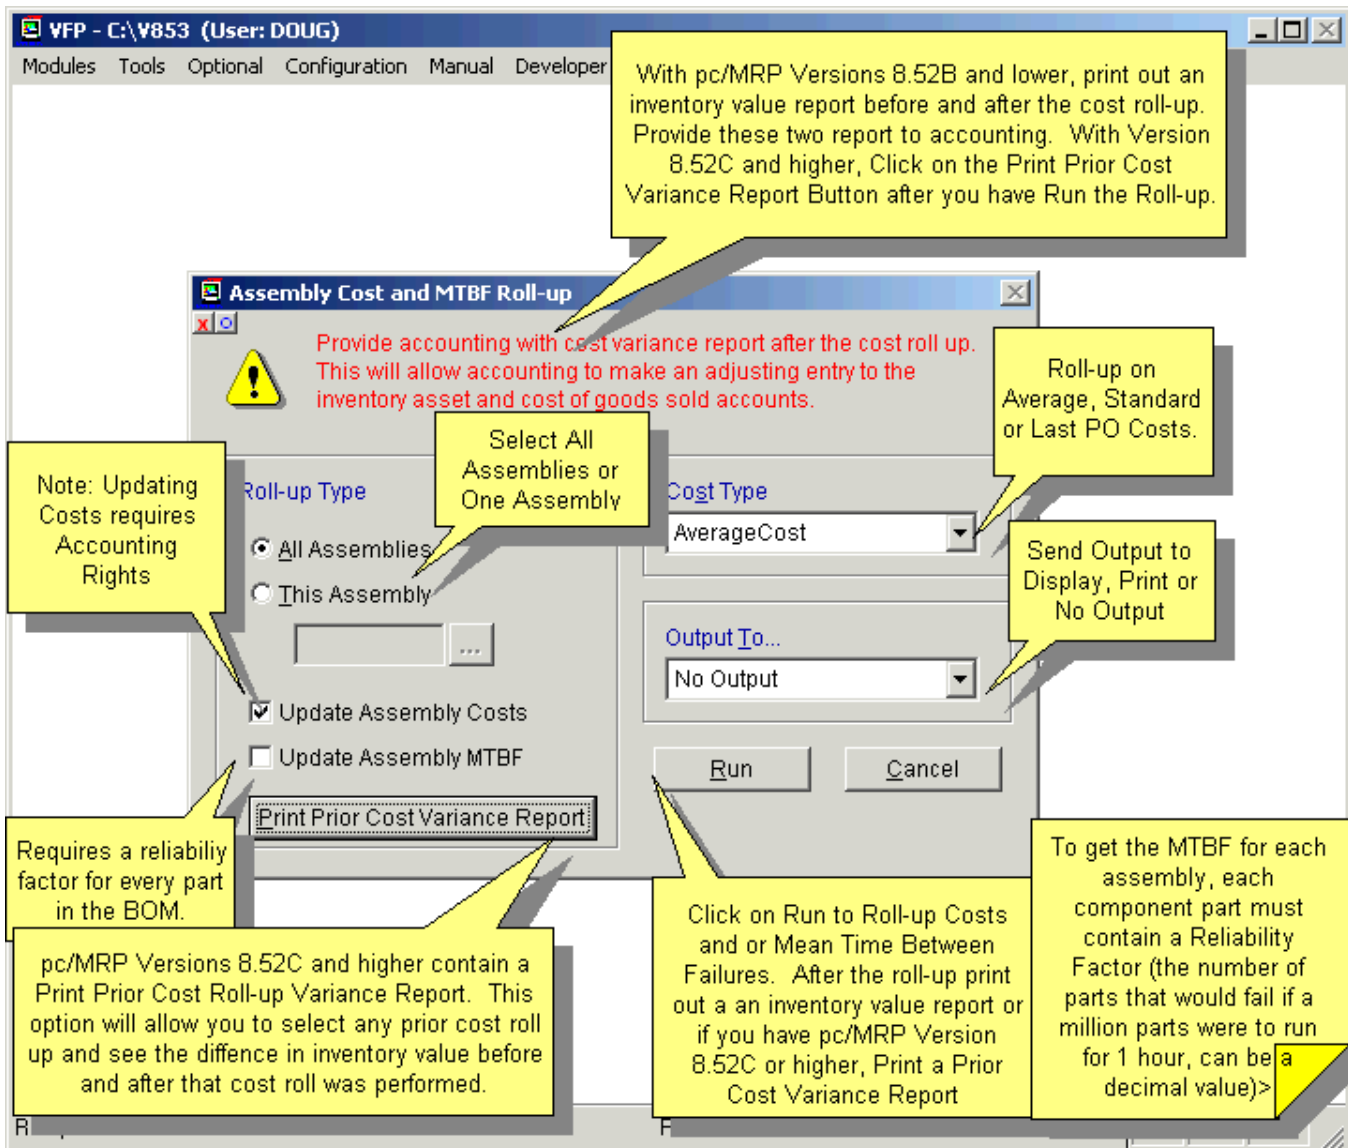 VFP - C:\V853 (User: DOUG)
Modules Tools Optional Configuration Manual Developer
With pc/MRP Versions 8.52B and lower, print out an
inventory value report before and after the cost roll-up.
Provide these two report to accounting. With Version
8.52C and higher, Click on the Print Prior Cost
Variance Report Button after you have Run the Roll-up.
Assembly Cost and MTBF Roll-up
Provide accounting with cost variance report after the cost roll up.
This will allow accounting to make an adjusting entry to the
inventory asset and cost of goods sold accounts.
Roll-up on
Average, Standard
or Last PO Costs.
Select All
Assemblies or
One Assembly
Note: Updating
Costs requires
Accounting
Rights
Roll-up Type
All Assemblies
This Assembly
...
Update Assembly Costs
Update Assembly MTBF
Print Prior Cost Variance Report
Cost Type
AverageCost
Send Output to
Display, Print or
No Output
Output To...
No Output
Run Cancel
Requires a reliabiliy
factor for every part
in the BOM.
pc/MRP Versions 8.52C and higher contain a
Print Prior Cost Roll-up Variance Report. This
option will allow you to select any prior cost roll
up and see the diffence in inventory value before
and after that cost roll was performed.
Click on Run to Roll-up Costs
and or Mean Time Between
Failures. After the roll-up print
out a an inventory value report or
if you have pc/MRP Version
8.52C or higher, Print a Prior
Cost Variance Report
To get the MTBF for each
assembly, each
component part must
contain a Reliability
Factor (the number of
parts that would fail if a
million parts were to run
for 1 hour, can be a
decimal value)>